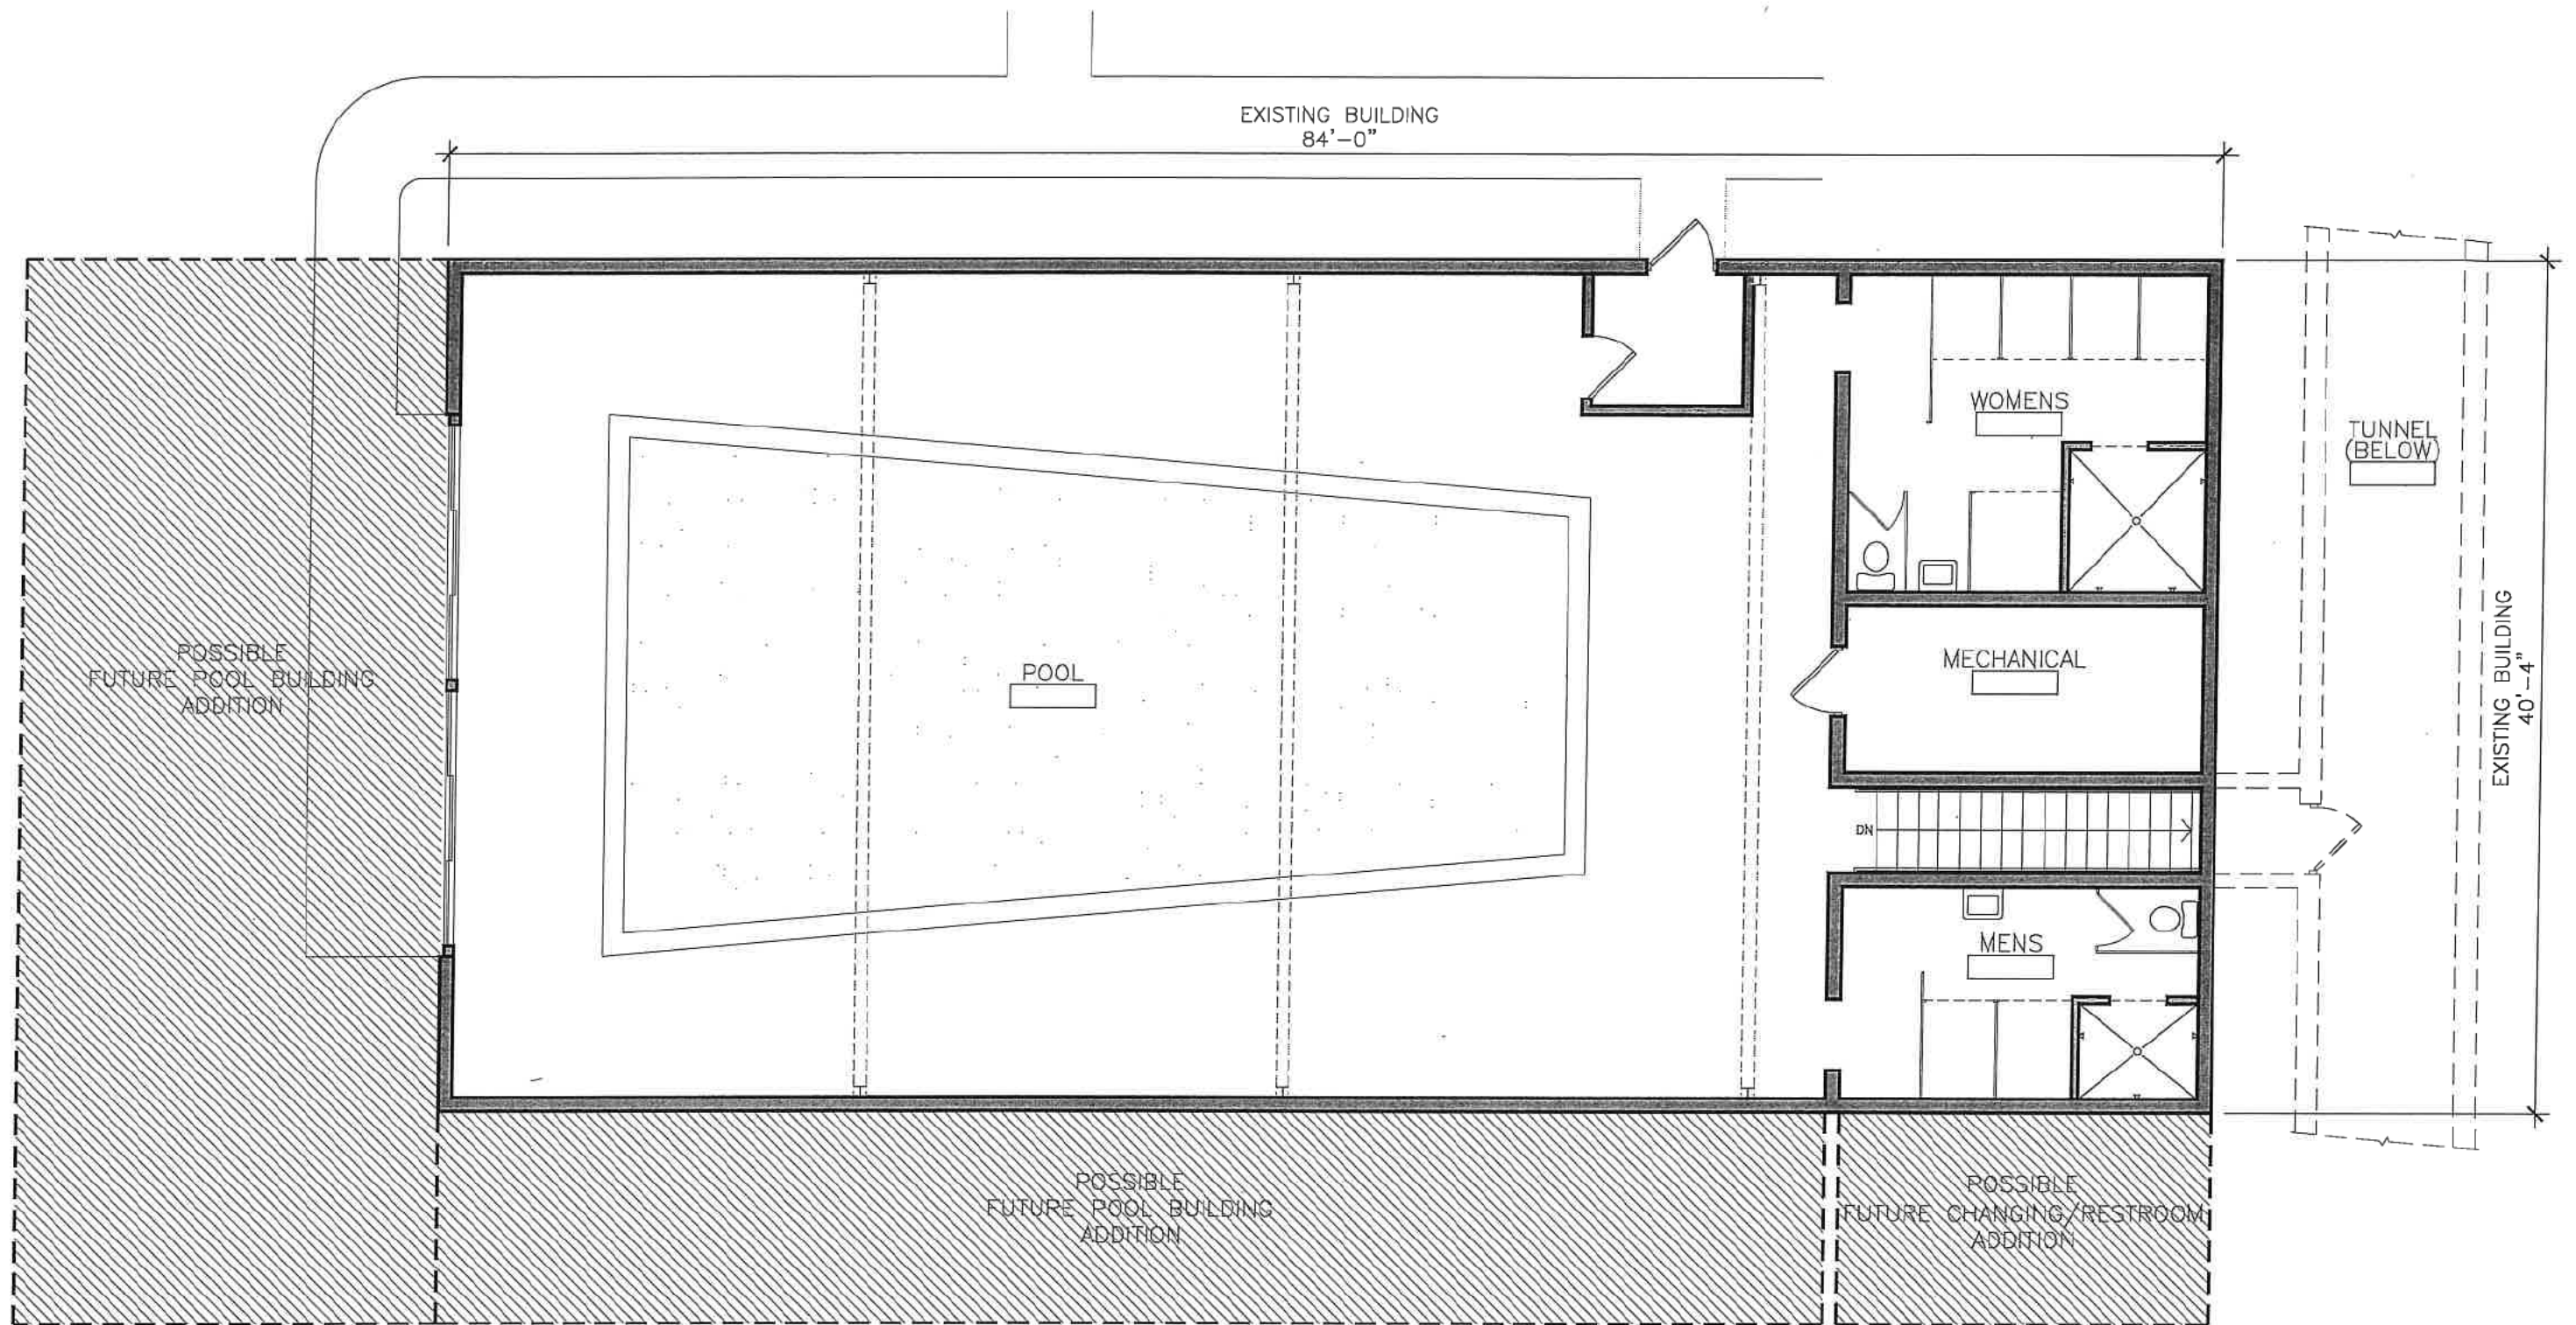 EXISTING BUILDING
84'-0"
WOMENS
TUNNEL
(BELOW)
POSSIBLE
FUTURE POOL BUILDING
ADDITION
POOL
MECHANICAL
EXISTING BUILDING
40'-4"
DN
MENS
POSSIBLE
FUTURE POOL BUILDING
ADDITION
POSSIBLE
FUTURE CHANGING/RESTROOM
ADDITION